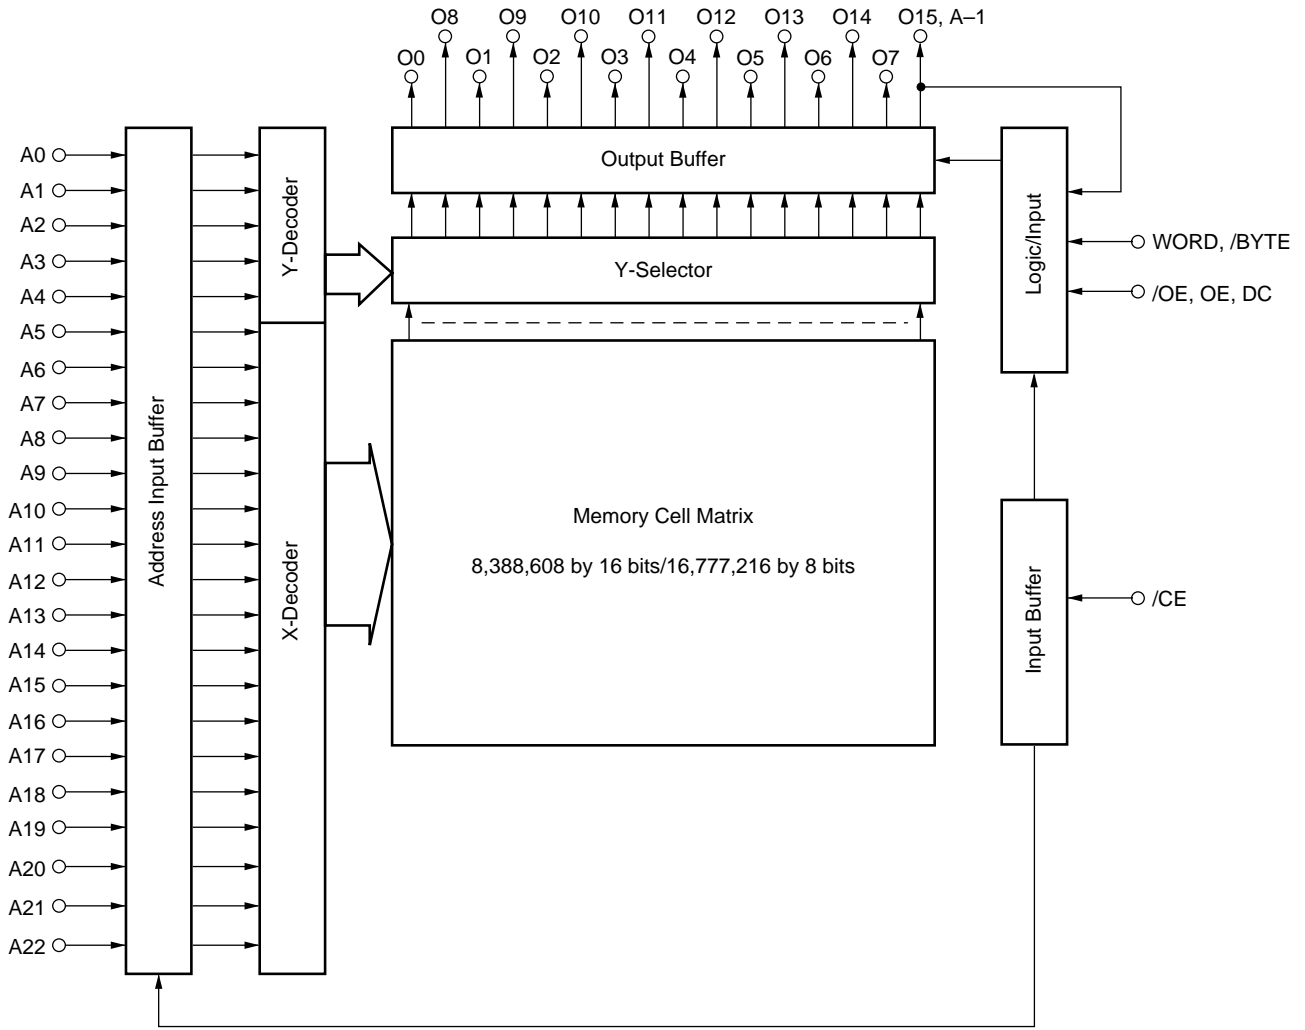 O8 O9 O10 O11 O12 O13 O14 O15, A–1
O0 O1 O2 O3 O4 O5 O6 O7
A0
A1
A2
A3
A4
A5
A6
A7
A8
A9
A10
A11
A12
A13
A14
A15
A16
A17
A18
A19
A20
A21
A22
Address Input Buffer
Y-Decoder
X-Decoder
Output Buffer
Y-Selector
Memory Cell Matrix
8,388,608 by 16 bits/16,777,216 by 8 bits
Logic/Input
WORD, /BYTE
/OE, OE, DC
Input Buffer
/CE